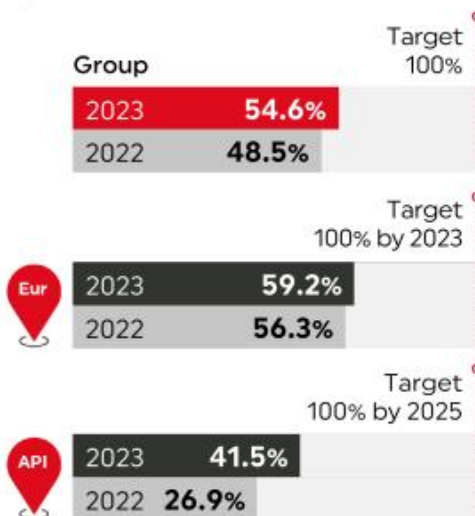 Target
Group 100%
2023 54.6%
2022 48.5%
Target
100% by 2023
Eur
2023 59.2%
2022 56.3%
Target
100% by 2025
API
2023 41.5%
2022 26.9%